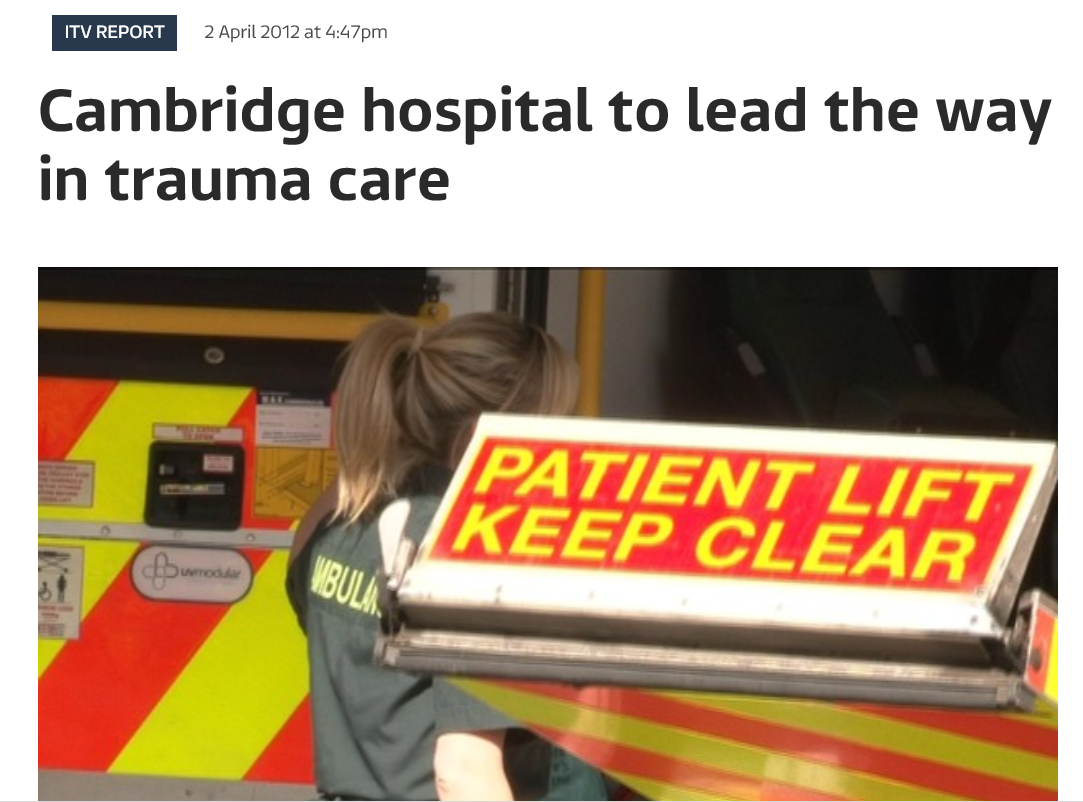 ITV REPORT 2 April 2012 at 4:47pm
Cambridge hospital to lead the way
in trauma care
PATIENT LIFT
KEEP CLEAR
uvmodular